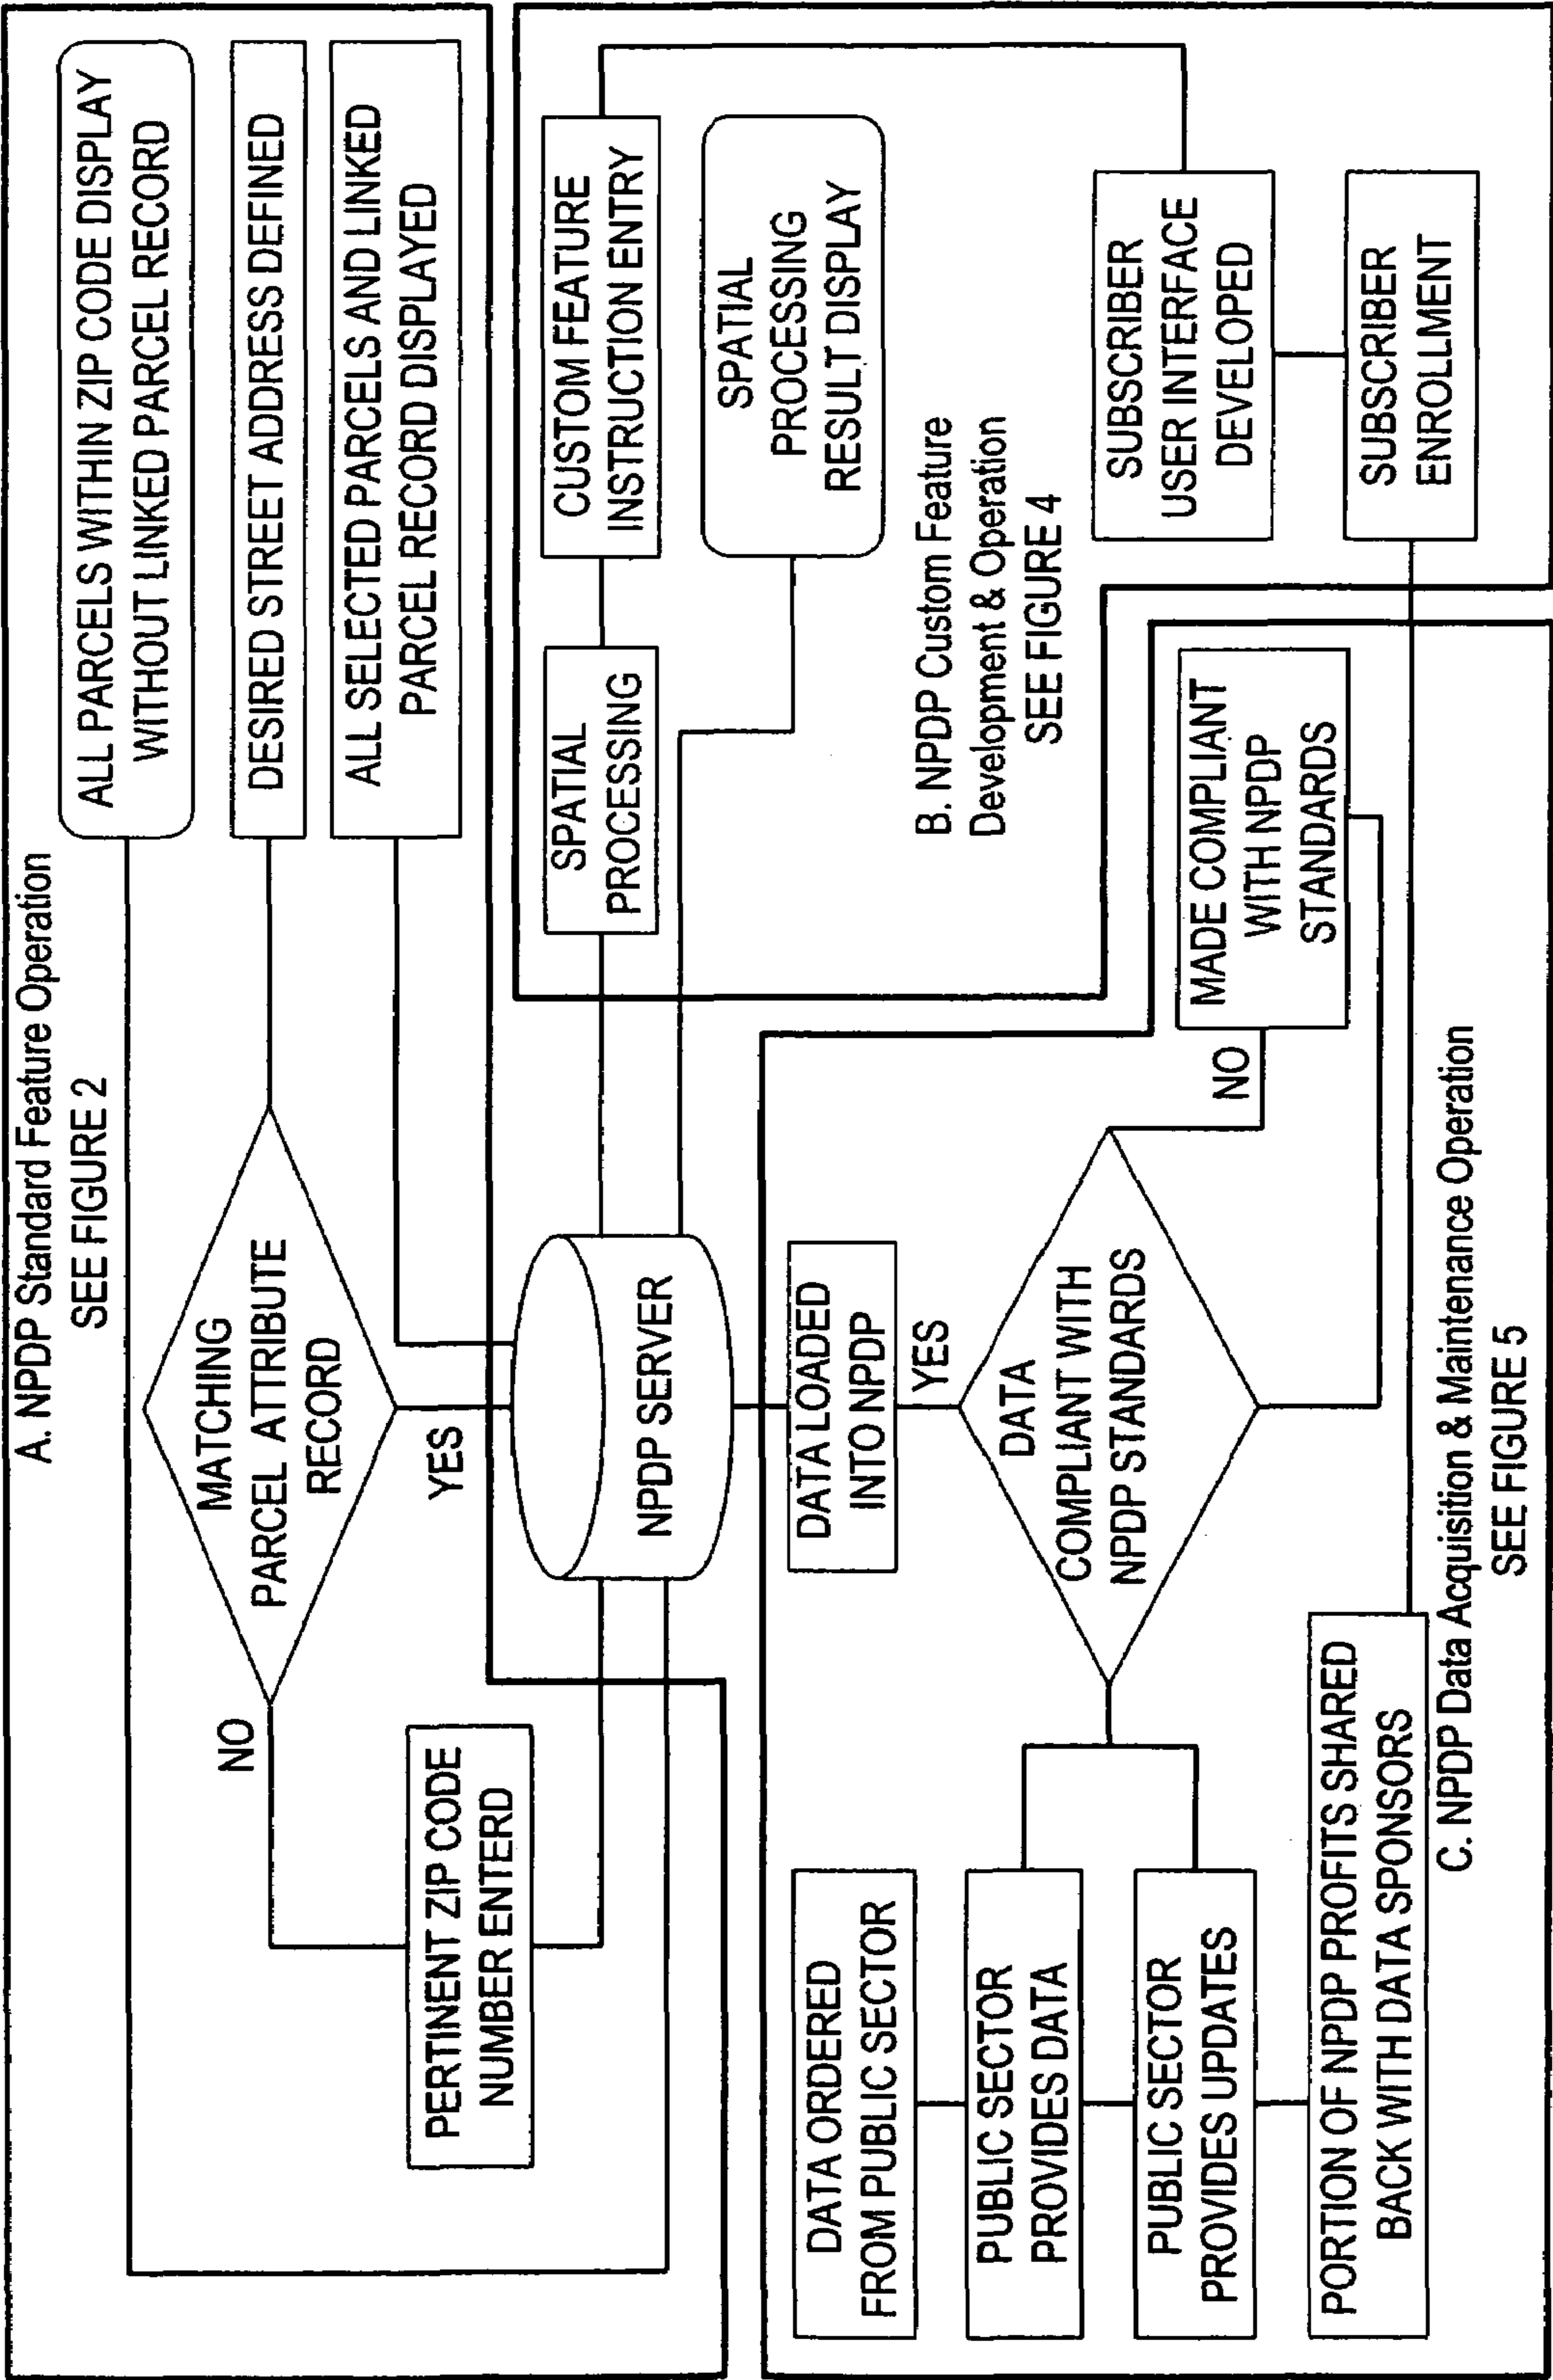 A. NPDP Standard Feature Operation
SEE FIGURE 2
ALL PARCELS WITHIN ZIP CODE DISPLAY
WITHOUT LINKED PARCEL RECORD
DESIRED STREET ADDRESS DEFINED
ALL SELECTED PARCELS AND LINKED
PARCEL RECORD DISPLAYED
MATCHING
PARCEL ATTRIBUTE
RECORD
NO
YES
PERTINENT ZIP CODE
NUMBER ENTERD
NPDP SERVER
SPATIAL
PROCESSING
CUSTOM FEATURE
INSTRUCTION ENTRY
SPATIAL
PROCESSING
RESULT DISPLAY
B. NPDP Custom Feature
Development & Operation
SEE FIGURE 4
SUBSCRIBER
USER INTERFACE
DEVELOPED
SUBSCRIBER
ENROLLMENT
DATA LOADED
INTO NPDP
YES
DATA
COMPLIANT WITH
NPDP STANDARDS
NO
MADE COMPLIANT
WITH NPDP
STANDARDS
DATA ORDERED
FROM PUBLIC SECTOR
PUBLIC SECTOR
PROVIDES DATA
PUBLIC SECTOR
PROVIDES UPDATES
PORTION OF NPDP PROFITS SHARED
BACK WITH DATA SPONSORS
C. NPDP Data Acquisition & Maintenance Operation
SEE FIGURE 5